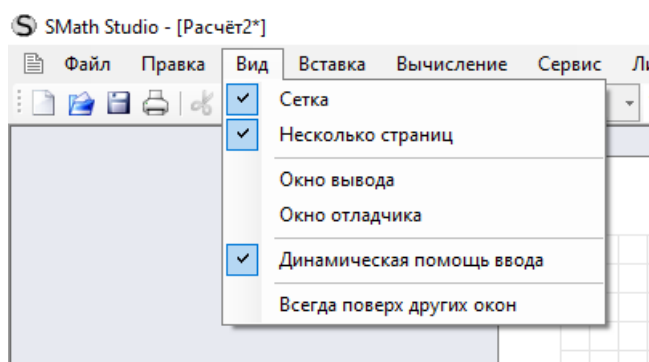 SMath Studio - [Расчёт2*]
Файл Правка Вид Вставка Вычисление Сервис
Сетка
Несколько страниц
Окно вывода
Окно отладчика
Динамическая помощь ввода
Всегда поверх других окон